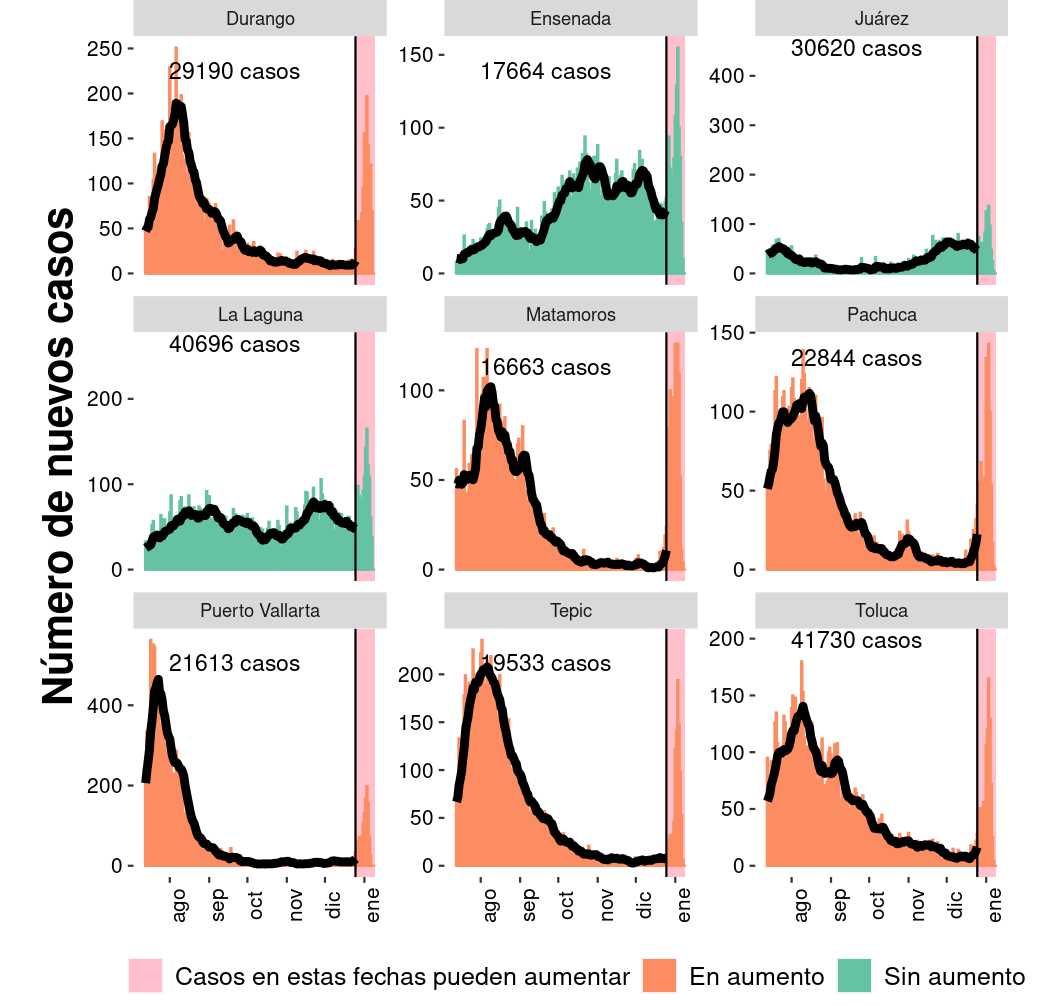 Durango
Ensenada
Juárez
250
200
150
100
50
0
29190 casos
150
100
50
0
17664 casos
400
300
200
100
0
30620 casos
Número de nuevos casos
La Laguna
Matamoros
Pachuca
200
100
0
40696 casos
100
50
0
16663 casos
150
100
50
0
22844 casos
Puerto Vallarta
Tepic
Toluca
400
200
0
21613 casos
200
150
100
50
0
19533 casos
200
150
100
50
0
41730 casos
ago sep oct nov dic ene
ago sep oct nov dic ene
ago sep oct nov dic ene
Casos en estas fechas pueden aumentar En aumento Sin aumento